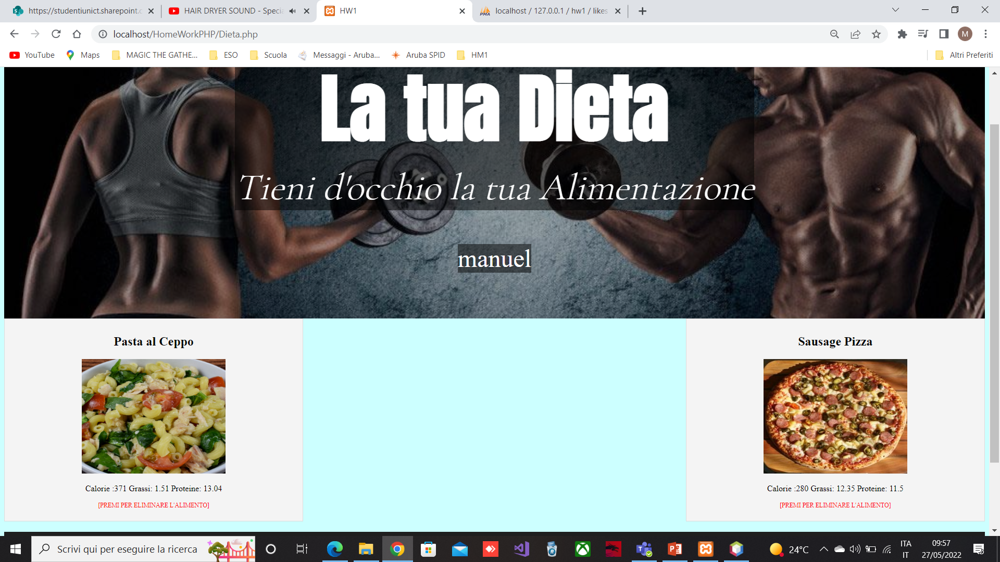 https://studentiunict.sharepoint.c
HAIR DRYER SOUND - Specia
HW1
localhost / 127.0.0.1 / hw1 / likes
localhost/HomeWorkPHP/Dieta.php
M
YouTube
Maps
MAGIC THE GATHE...
ESO
Scuola
Messaggi - Aruba...
Aruba SPID
HM1
Altri Preferiti
La tua Dieta
Tieni d'occhio la tua Alimentazione
manuel
Pasta al Ceppo
Calorie :371 Grassi: 1.51 Proteine: 13.04
[PREMI PER ELIMINARE L'ALIMENTO]
Sausage Pizza
Calorie :280 Grassi: 12.35 Proteine: 11.5
[PREMI PER ELIMINARE L'ALIMENTO]
Scrivi qui per eseguire la ricerca
24°C
ITA
IT
09:57
27/05/2022